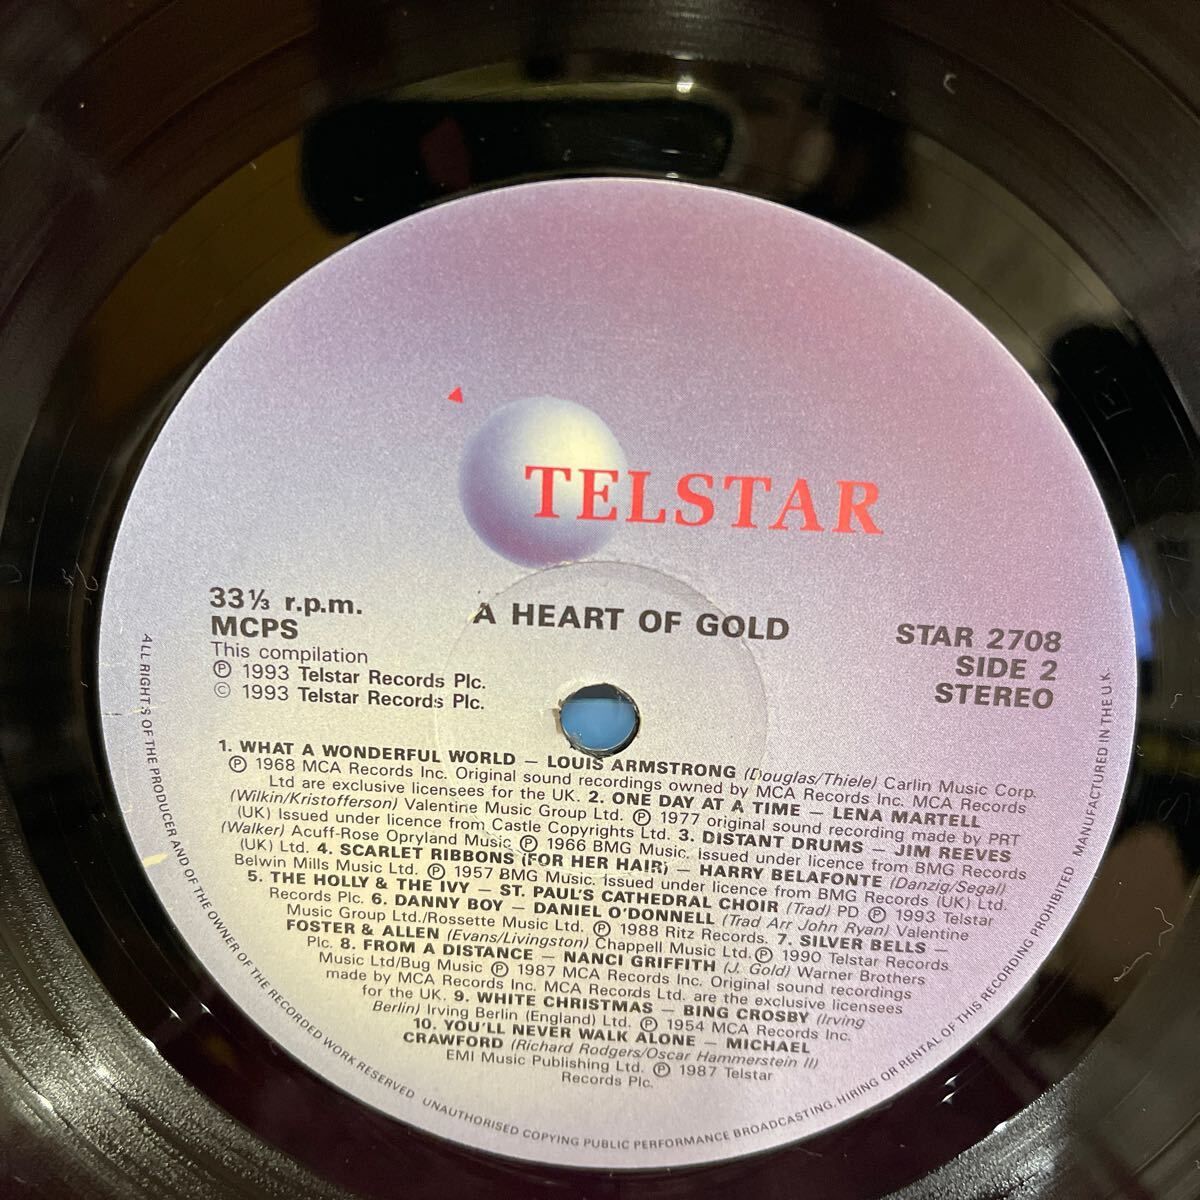 TELSTAR
A HEART OF GOLD
33⅓ r.p.m.
MCPS
This compilation
℗ 1993 Telstar Records Plc.
© 1993 Telstar Records Plc.
STAR 2708
SIDE 2
STEREO
1. WHAT A WONDERFUL WORLD – LOUIS ARMSTRONG (Douglas/Thiele) Carlin Music Corp.
℗ 1968 MCA Records Inc. Original sound recordings owned by MCA Records Inc. MCA Records
Ltd are exclusive licensees for the UK. 2. ONE DAY AT A TIME – LENA MARTELL
(Wilkin/Kristofferson) Valentine Music Group Ltd. ℗ 1977 original sound recording made by PRT
(UK) Issued under licence from Castle Copyrights Ltd. 3. DISTANT DRUMS – JIM REEVES
(Walker) Acuff-Rose Opryland Music ℗ 1966 BMG Music. Issued under licence from BMG Records
(UK) Ltd. 4. SCARLET RIBBONS (FOR HER HAIR) – HARRY BELAFONTE (Danzig/Segal)
Belwin Mills Music Ltd. ℗ 1957 BMG Music. Issued under licence from BMG Records (UK) Ltd.
5. THE HOLLY & THE IVY – ST. PAUL'S CATHEDRAL CHOIR (Trad) PD ℗ 1993 Telstar
Records Plc. 6. DANNY BOY – DANIEL O'DONNELL (Trad Arr John Ryan) Valentine
Music Group Ltd./Rossette Music Ltd. ℗ 1988 Ritz Records. 7. SILVER BELLS –
FOSTER & ALLEN (Evans/Livingston) Chappell Music Ltd. ℗ 1990 Telstar Records
Plc. 8. FROM A DISTANCE – NANCI GRIFFITH (J. Gold) Warner Brothers
Music Ltd/Bug Music ℗ 1987 MCA Records Inc. Original sound recordings
made by MCA Records Inc. MCA Records Ltd. are the exclusive licensees
for the UK. 9. WHITE CHRISTMAS – BING CROSBY (Irving
Berlin) Irving Berlin (England) Ltd. ℗ 1954 MCA Records Inc.
10. YOU'LL NEVER WALK ALONE – MICHAEL
CRAWFORD (Richard Rodgers/Oscar Hammerstein II)
EMI Music Publishing Ltd. ℗ 1987 Telstar
Records Plc.
ALL RIGHTS OF THE PRODUCER AND OF THE OWNER OF THE RECORDED WORK RESERVED UNAUTHORISED COPYING PUBLIC PERFORMANCE BROADCASTING, HIRING OR RENTAL OF THIS RECORDING PROHIBITED MANUFACTURED IN THE U.K.